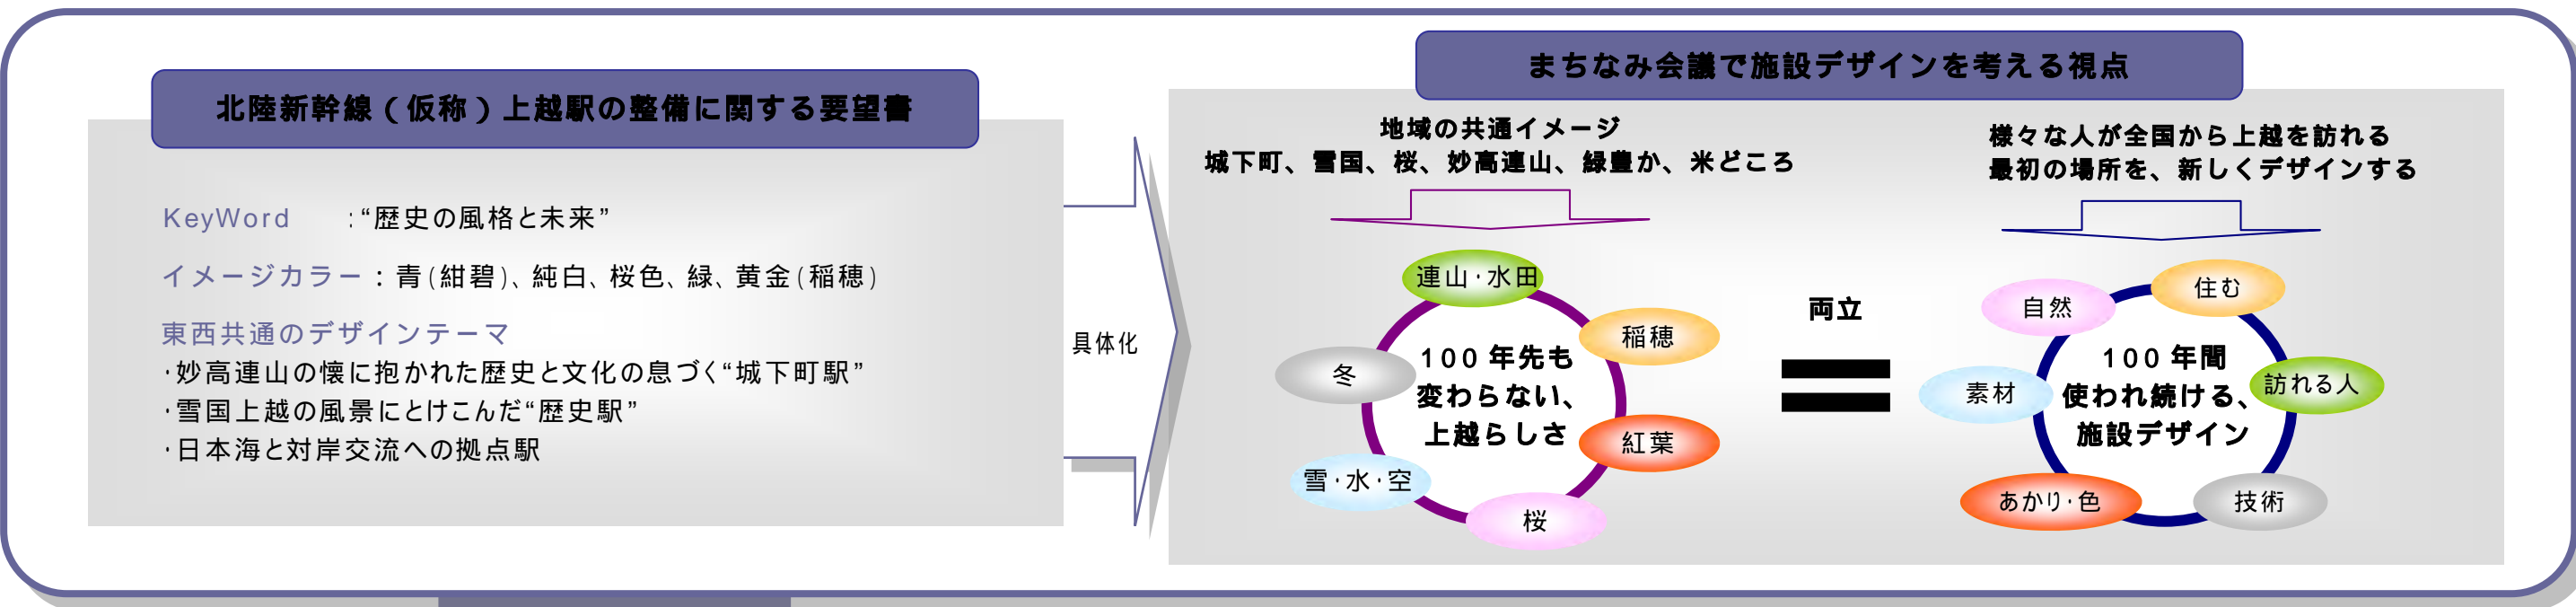 北陸新幹線（仮称）上越駅の整備に関する要望書
KeyWord　：“歴史の風格と未来”
イメージカラー：青(紺碧)、純白、桜色、緑、黄金(稲穂)
東西共通のデザインテーマ
・妙高連山の懐に抱かれた歴史と文化の息づく“城下町駅”
・雪国上越の風景にとけこんだ“歴史駅”
・日本海と対岸交流への拠点駅
具体化
まちなみ会議で施設デザインを考える視点
地域の共通イメージ
城下町、雪国、桜、妙高連山、緑豊か、米どころ
連山・水田
稲穂
紅葉
桜
雪・水・空
冬
100年先も
変わらない、
上越らしさ
両立
様々な人が全国から上越を訪れる
最初の場所を、新しくデザインする
住む
訪れる人
技術
あかり・色
素材
自然
100年間
使われ続ける、
施設デザイン